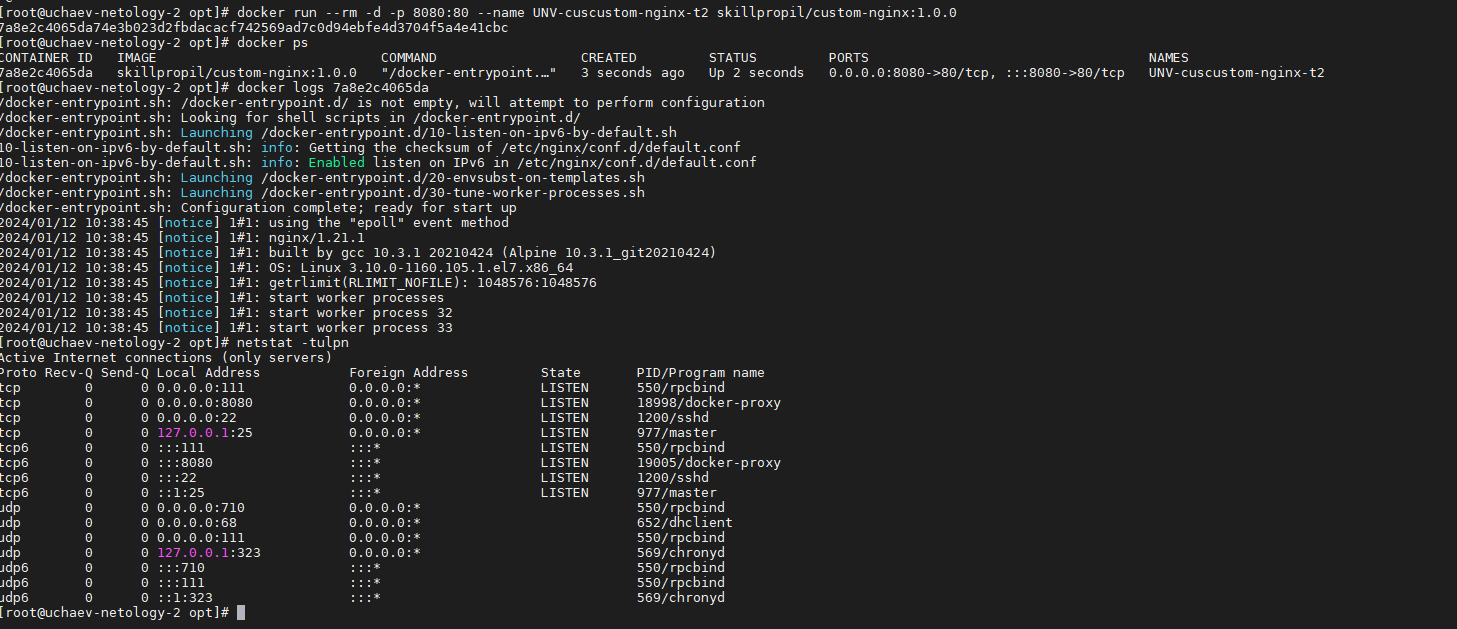 [root@uchaev-netology-2 opt]# docker run --rm -d -p 8080:80 --name UNV-cuscustom-nginx-t2 skillpropil/custom-nginx:1.0.0
7a8e2c4065da74e3b023d2fbdacacf742569ad7c0d94ebfe4d3704f5a4e41cbc
[root@uchaev-netology-2 opt]# docker ps
CONTAINER ID   IMAGE                            COMMAND                  CREATED         STATUS         PORTS                                   NAMES
7a8e2c4065da   skillpropil/custom-nginx:1.0.0   "/docker-entrypoint.…"   3 seconds ago   Up 2 seconds   0.0.0.0:8080->80/tcp, :::8080->80/tcp   UNV-cuscustom-nginx-t2
[root@uchaev-netology-2 opt]# docker logs 7a8e2c4065da
/docker-entrypoint.sh: /docker-entrypoint.d/ is not empty, will attempt to perform configuration
/docker-entrypoint.sh: Looking for shell scripts in /docker-entrypoint.d/
/docker-entrypoint.sh: Launching /docker-entrypoint.d/10-listen-on-ipv6-by-default.sh
10-listen-on-ipv6-by-default.sh: info: Getting the checksum of /etc/nginx/conf.d/default.conf
10-listen-on-ipv6-by-default.sh: info: Enabled listen on IPv6 in /etc/nginx/conf.d/default.conf
/docker-entrypoint.sh: Launching /docker-entrypoint.d/20-envsubst-on-templates.sh
/docker-entrypoint.sh: Launching /docker-entrypoint.d/30-tune-worker-processes.sh
/docker-entrypoint.sh: Configuration complete; ready for start up
2024/01/12 10:38:45 [notice] 1#1: using the "epoll" event method
2024/01/12 10:38:45 [notice] 1#1: nginx/1.21.1
2024/01/12 10:38:45 [notice] 1#1: built by gcc 10.3.1 20210424 (Alpine 10.3.1_git20210424)
2024/01/12 10:38:45 [notice] 1#1: OS: Linux 3.10.0-1160.105.1.el7.x86_64
2024/01/12 10:38:45 [notice] 1#1: getrlimit(RLIMIT_NOFILE): 1048576:1048576
2024/01/12 10:38:45 [notice] 1#1: start worker processes
2024/01/12 10:38:45 [notice] 1#1: start worker process 32
2024/01/12 10:38:45 [notice] 1#1: start worker process 33
[root@uchaev-netology-2 opt]# netstat -tulpn
Active Internet connections (only servers)
Proto Recv-Q Send-Q Local Address           Foreign Address         State       PID/Program name
tcp        0      0 0.0.0.0:111             0.0.0.0:*               LISTEN      550/rpcbind
tcp        0      0 0.0.0.0:8080            0.0.0.0:*               LISTEN      18998/docker-proxy
tcp        0      0 0.0.0.0:22              0.0.0.0:*               LISTEN      1200/sshd
tcp        0      0 127.0.0.1:25            0.0.0.0:*               LISTEN      977/master
tcp6       0      0 :::111                  :::*                    LISTEN      550/rpcbind
tcp6       0      0 :::8080                 :::*                    LISTEN      19005/docker-proxy
tcp6       0      0 :::22                   :::*                    LISTEN      1200/sshd
tcp6       0      0 ::1:25                  :::*                    LISTEN      977/master
udp        0      0 0.0.0.0:710             0.0.0.0:*                           550/rpcbind
udp        0      0 0.0.0.0:68              0.0.0.0:*                           652/dhclient
udp        0      0 0.0.0.0:111             0.0.0.0:*                           550/rpcbind
udp        0      0 127.0.0.1:323           0.0.0.0:*                           569/chronyd
udp6       0      0 :::710                  :::*                                550/rpcbind
udp6       0      0 :::111                  :::*                                550/rpcbind
udp6       0      0 ::1:323                 :::*                                569/chronyd
[root@uchaev-netology-2 opt]#